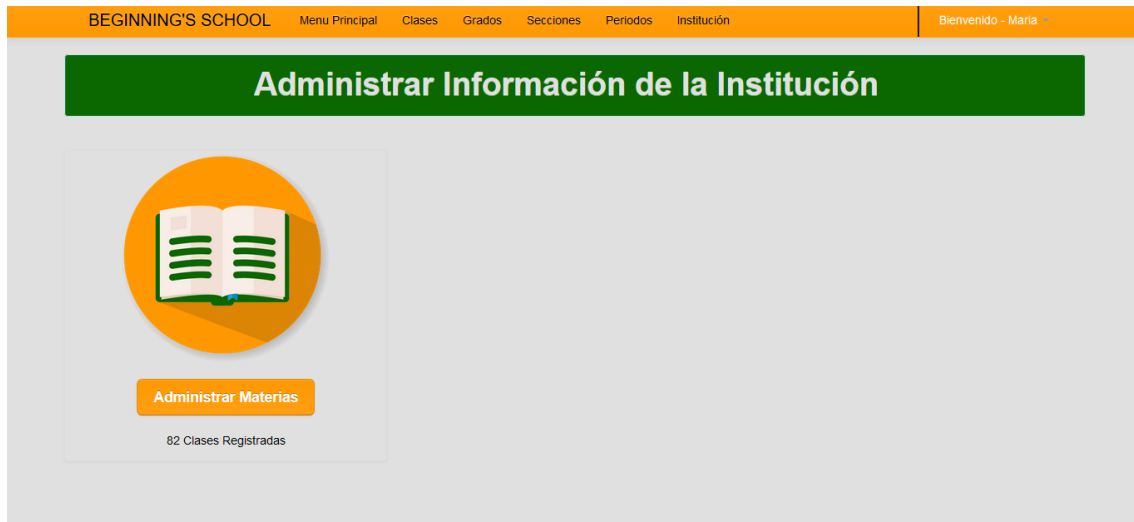 BEGINNING'S SCHOOL Menu Principal Clases Grados Secciones Periodos Institución Bienvenido - Maria
Administrar Información de la Institución
Administrar Materias
82 Clases Registradas